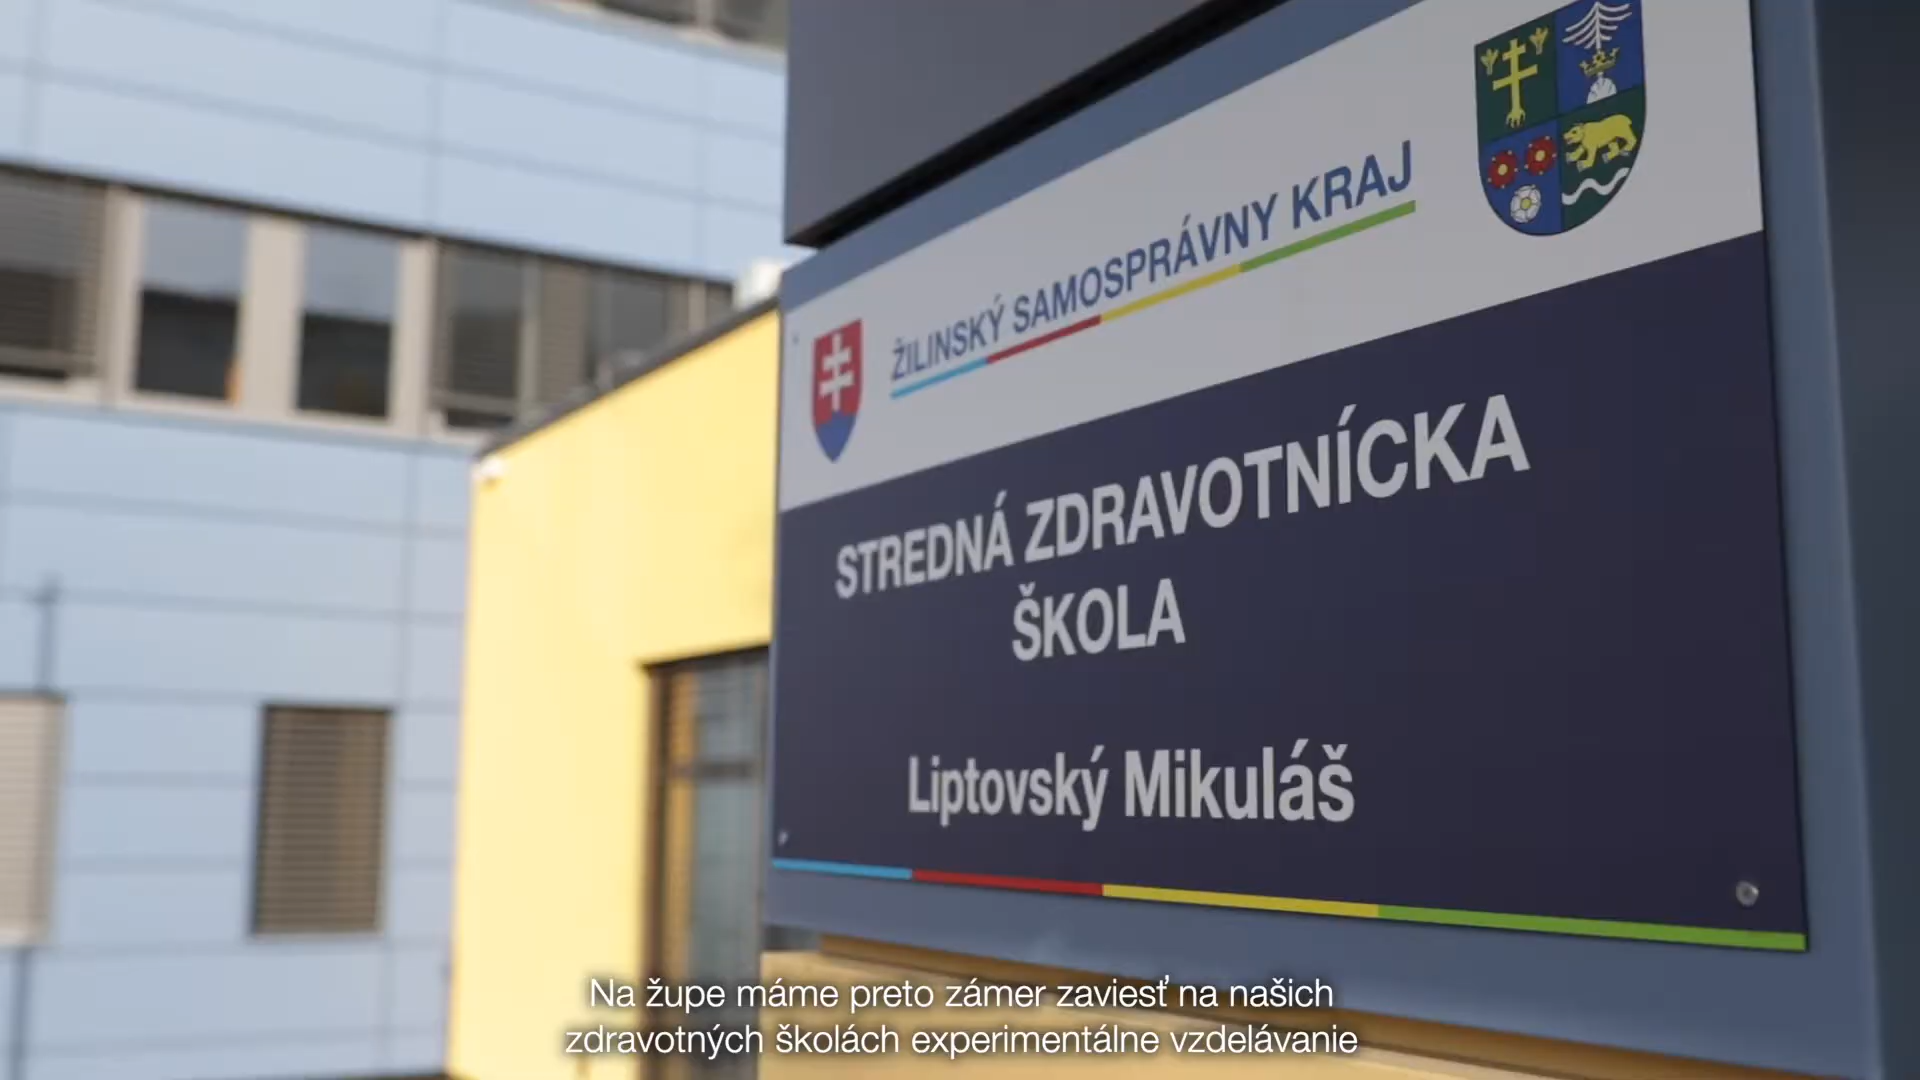 ŽILINSKÝ SAMOSPRÁVNY KRAJ
STREDNÁ ZDRAVOTNÍCKA
ŠKOLA
Liptovský Mikuláš
Na župe máme preto zámer zaviesť na našich
zdravotných školách experimentálne vzdelávanie